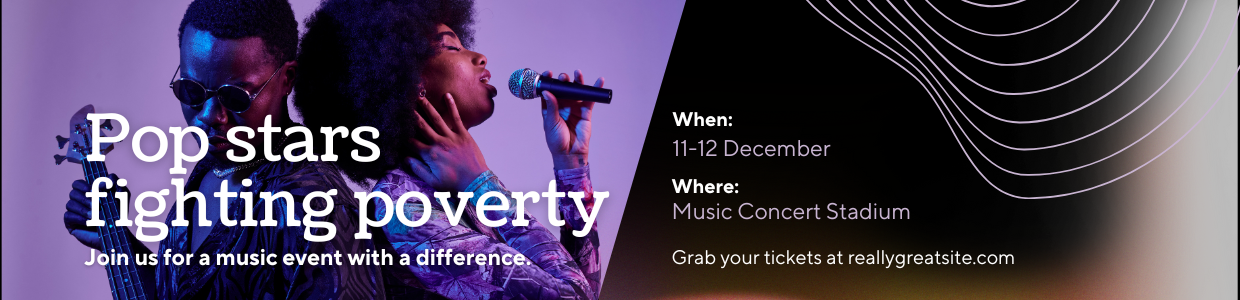 Pop stars
fighting poverty
Join us for a music event with a difference.
When:
11-12 December
Where:
Music Concert Stadium
Grab your tickets at reallygreatsite.com